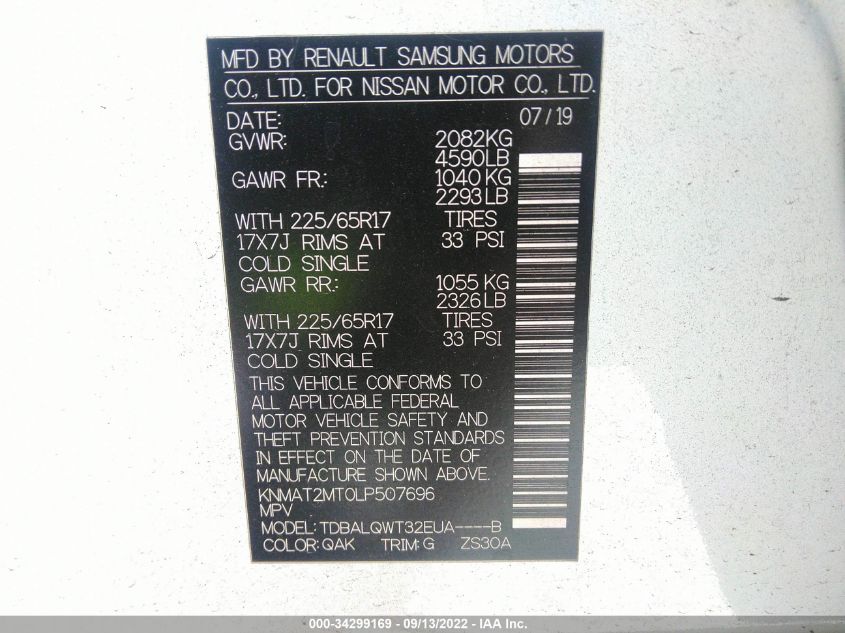 MFD BY RENAULT SAMSUNG MOTORS
CO., LTD. FOR NISSAN MOTOR CO., LTD.
DATE: 07/19
GVWR: 2082KG
4590LB
GAWR FR.: 1040 KG
2293 LB
WITH 225/65R17 TIRES
17X7J RIMS AT 33 PSI
COLD SINGLE
GAWR RR.: 1055 KG
2326 LB
WITH 225/65R17 TIRES
17X7J RIMS AT 33 PSI
COLD SINGLE
THIS VEHICLE CONFORMS TO
ALL APPLICABLE FEDERAL
MOTOR VEHICLE SAFETY AND
THEFT PREVENTION STANDARDS
IN EFFECT ON THE DATE OF
MANUFACTURE SHOWN ABOVE.
KNMAT2MT0LP507696
MPV
MODEL: TDBALQWT32EUA----B
COLOR: QAK TRIM: G ZS30A
000-34299169 - 09/13/2022 - IAA Inc.